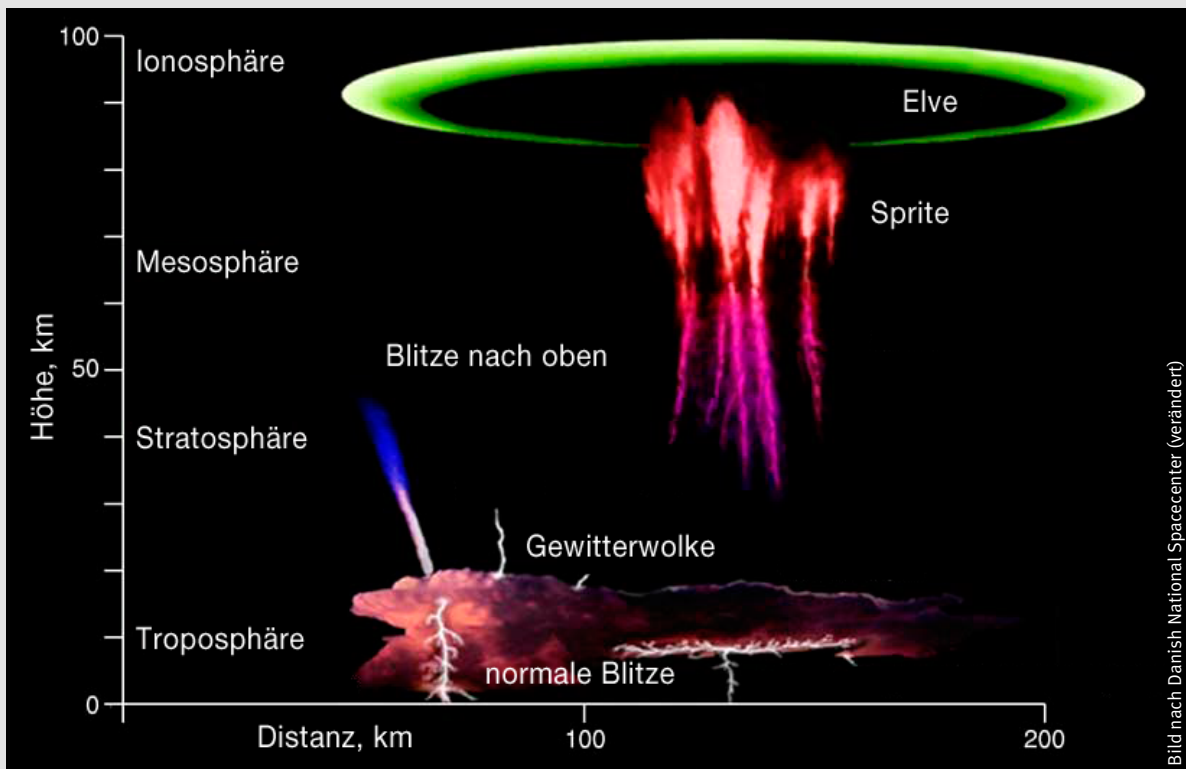 100
Ionosphäre
Elve
Sprite
Mesosphäre
Blitze nach oben
50
Höhe, km
Stratosphäre
Gewitterwolke
Troposphäre
normale Blitze
0
Distanz, km
100
200
Bild nach Danish National Spacecenter (verändert)